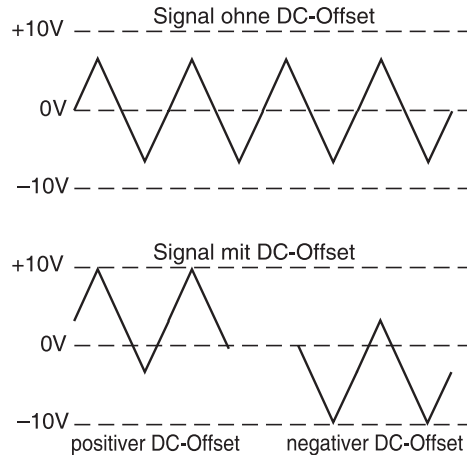 Signal ohne DC-Offset
+10V
0V
−10V
Signal mit DC-Offset
+10V
0V
−10V
positiver DC-Offset negativer DC-Offset